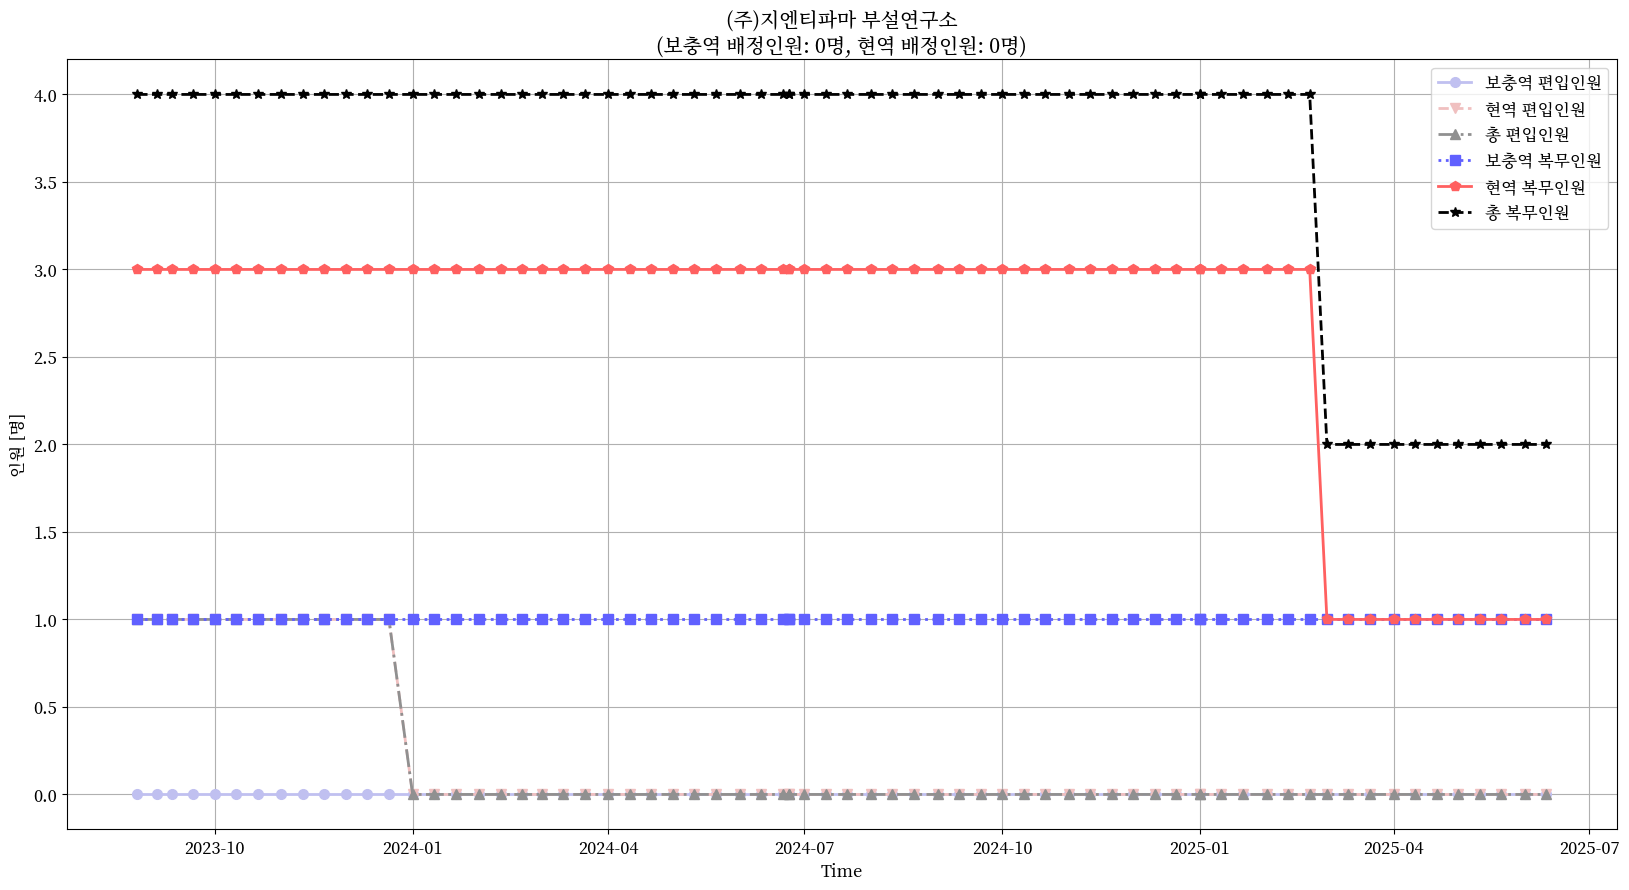 (주)지엔티파마 부설연구소
(보충역 배정인원: 0명, 현역 배정인원: 0명)
보충역 편입인원
현역 편입인원
총 편입인원
보충역 복무인원
현역 복무인원
총 복무인원
인원 [명]
4.0
3.5
3.0
2.5
2.0
1.5
1.0
0.5
0.0
2023-10 2024-01 2024-04 2024-07 2024-10 2025-01 2025-04 2025-07
Time